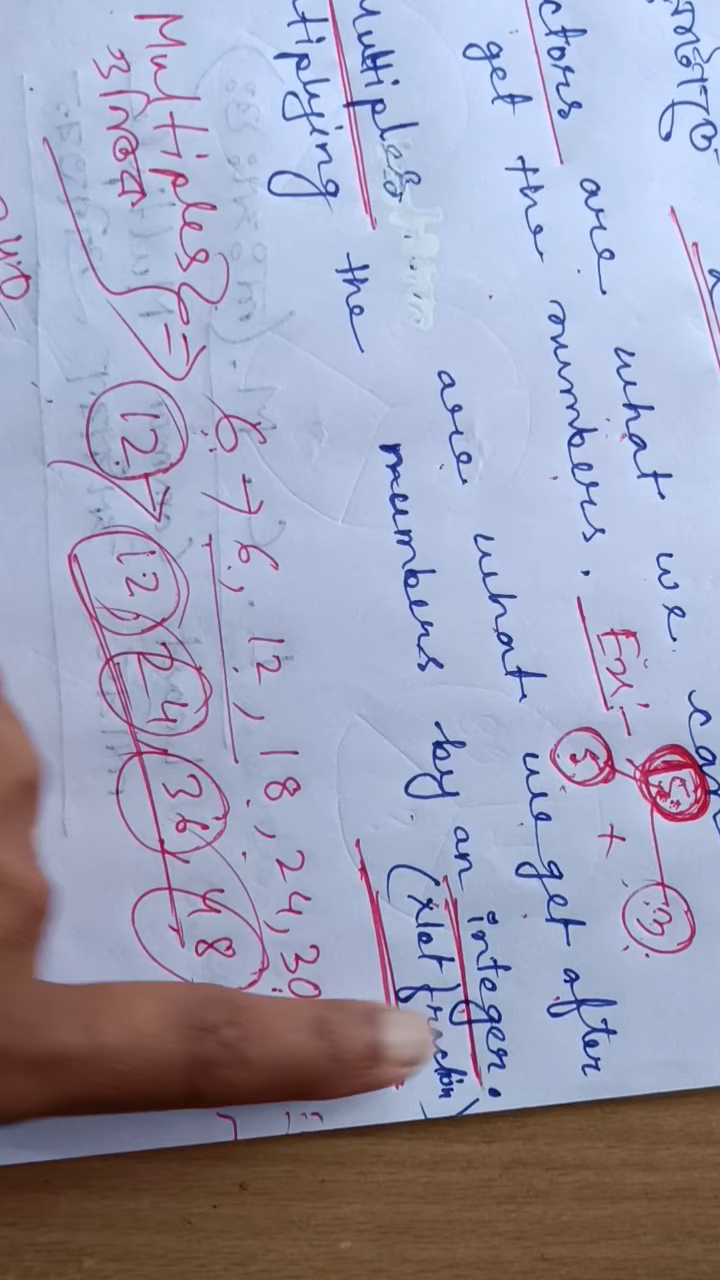 ctors are what we can
get the numbers. Ex:- 15
5 + 3
Multiples are what we get after
tiplying the numbers by an integer.
(Not fraction)
Multiples => 6 → 6, 12, 18, 24, 30
12 → 12, 24, 36, 48